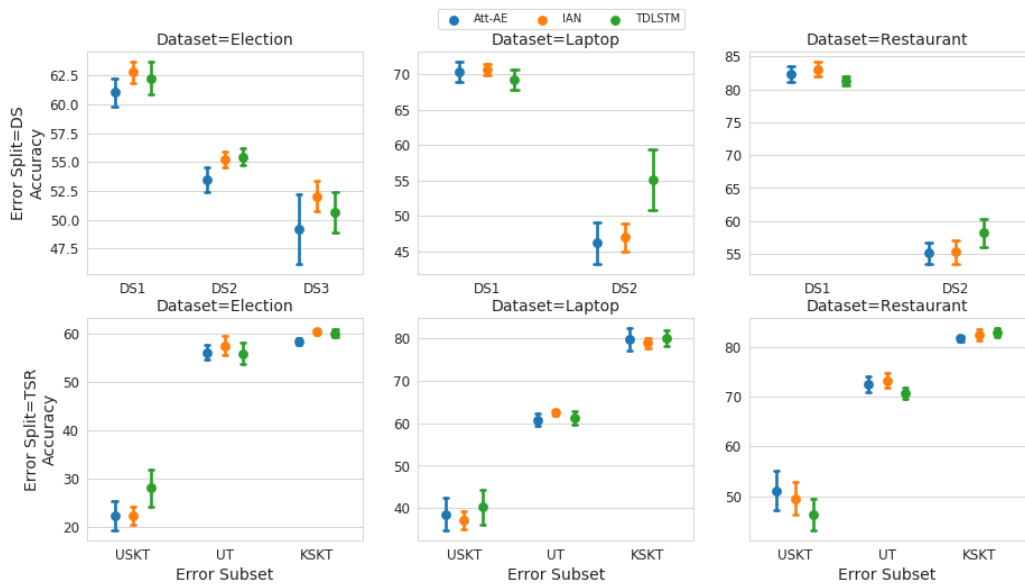 Att-AE IAN TDLSTM
Dataset=Election Dataset=Laptop Dataset=Restaurant
Error Split=DS
Accuracy
62.5
60.0
57.5
55.0
52.5
50.0
47.5
DS1 DS2 DS3
70
65
60
55
50
45
DS1 DS2
85
80
75
70
65
60
55
DS1 DS2
Dataset=Election Dataset=Laptop Dataset=Restaurant
Error Split=TSR
Accuracy
60
50
40
30
20
USKT UT KSKT
Error Subset
80
70
60
50
40
USKT UT KSKT
Error Subset
80
70
60
50
USKT UT KSKT
Error Subset